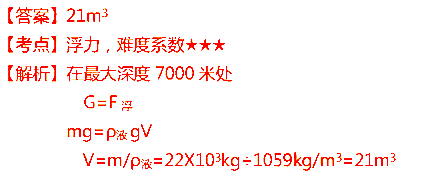 【答案】21m³
【考点】浮力，难度系数★★★
【解析】在最大深度 7000 米处
G=F浮
mg=ρ液gV
V=m/ρ液=22X10³kg÷1059kg/m³=21m³